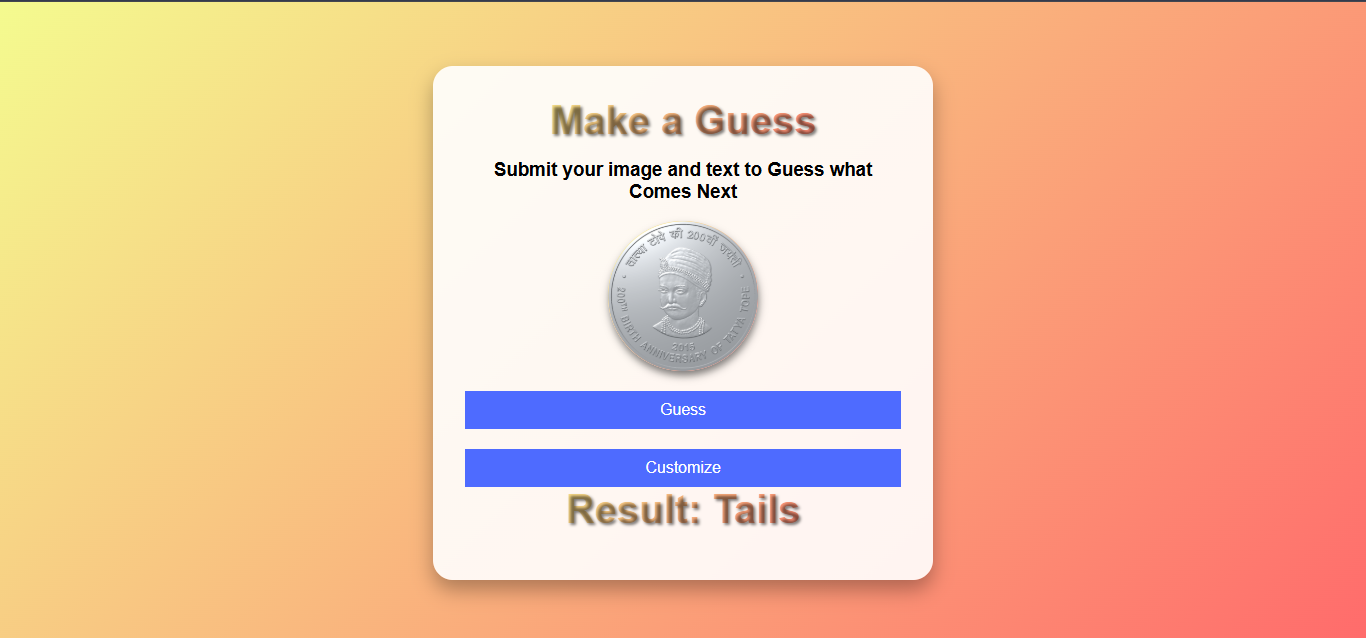 Make a Guess
Submit your image and text to Guess what
Comes Next
तात्या टोपे की 200वीं जयंती
200TH BIRTH ANNIVERSARY OF TATYA TOPE
2015
Guess
Customize
Result: Tails